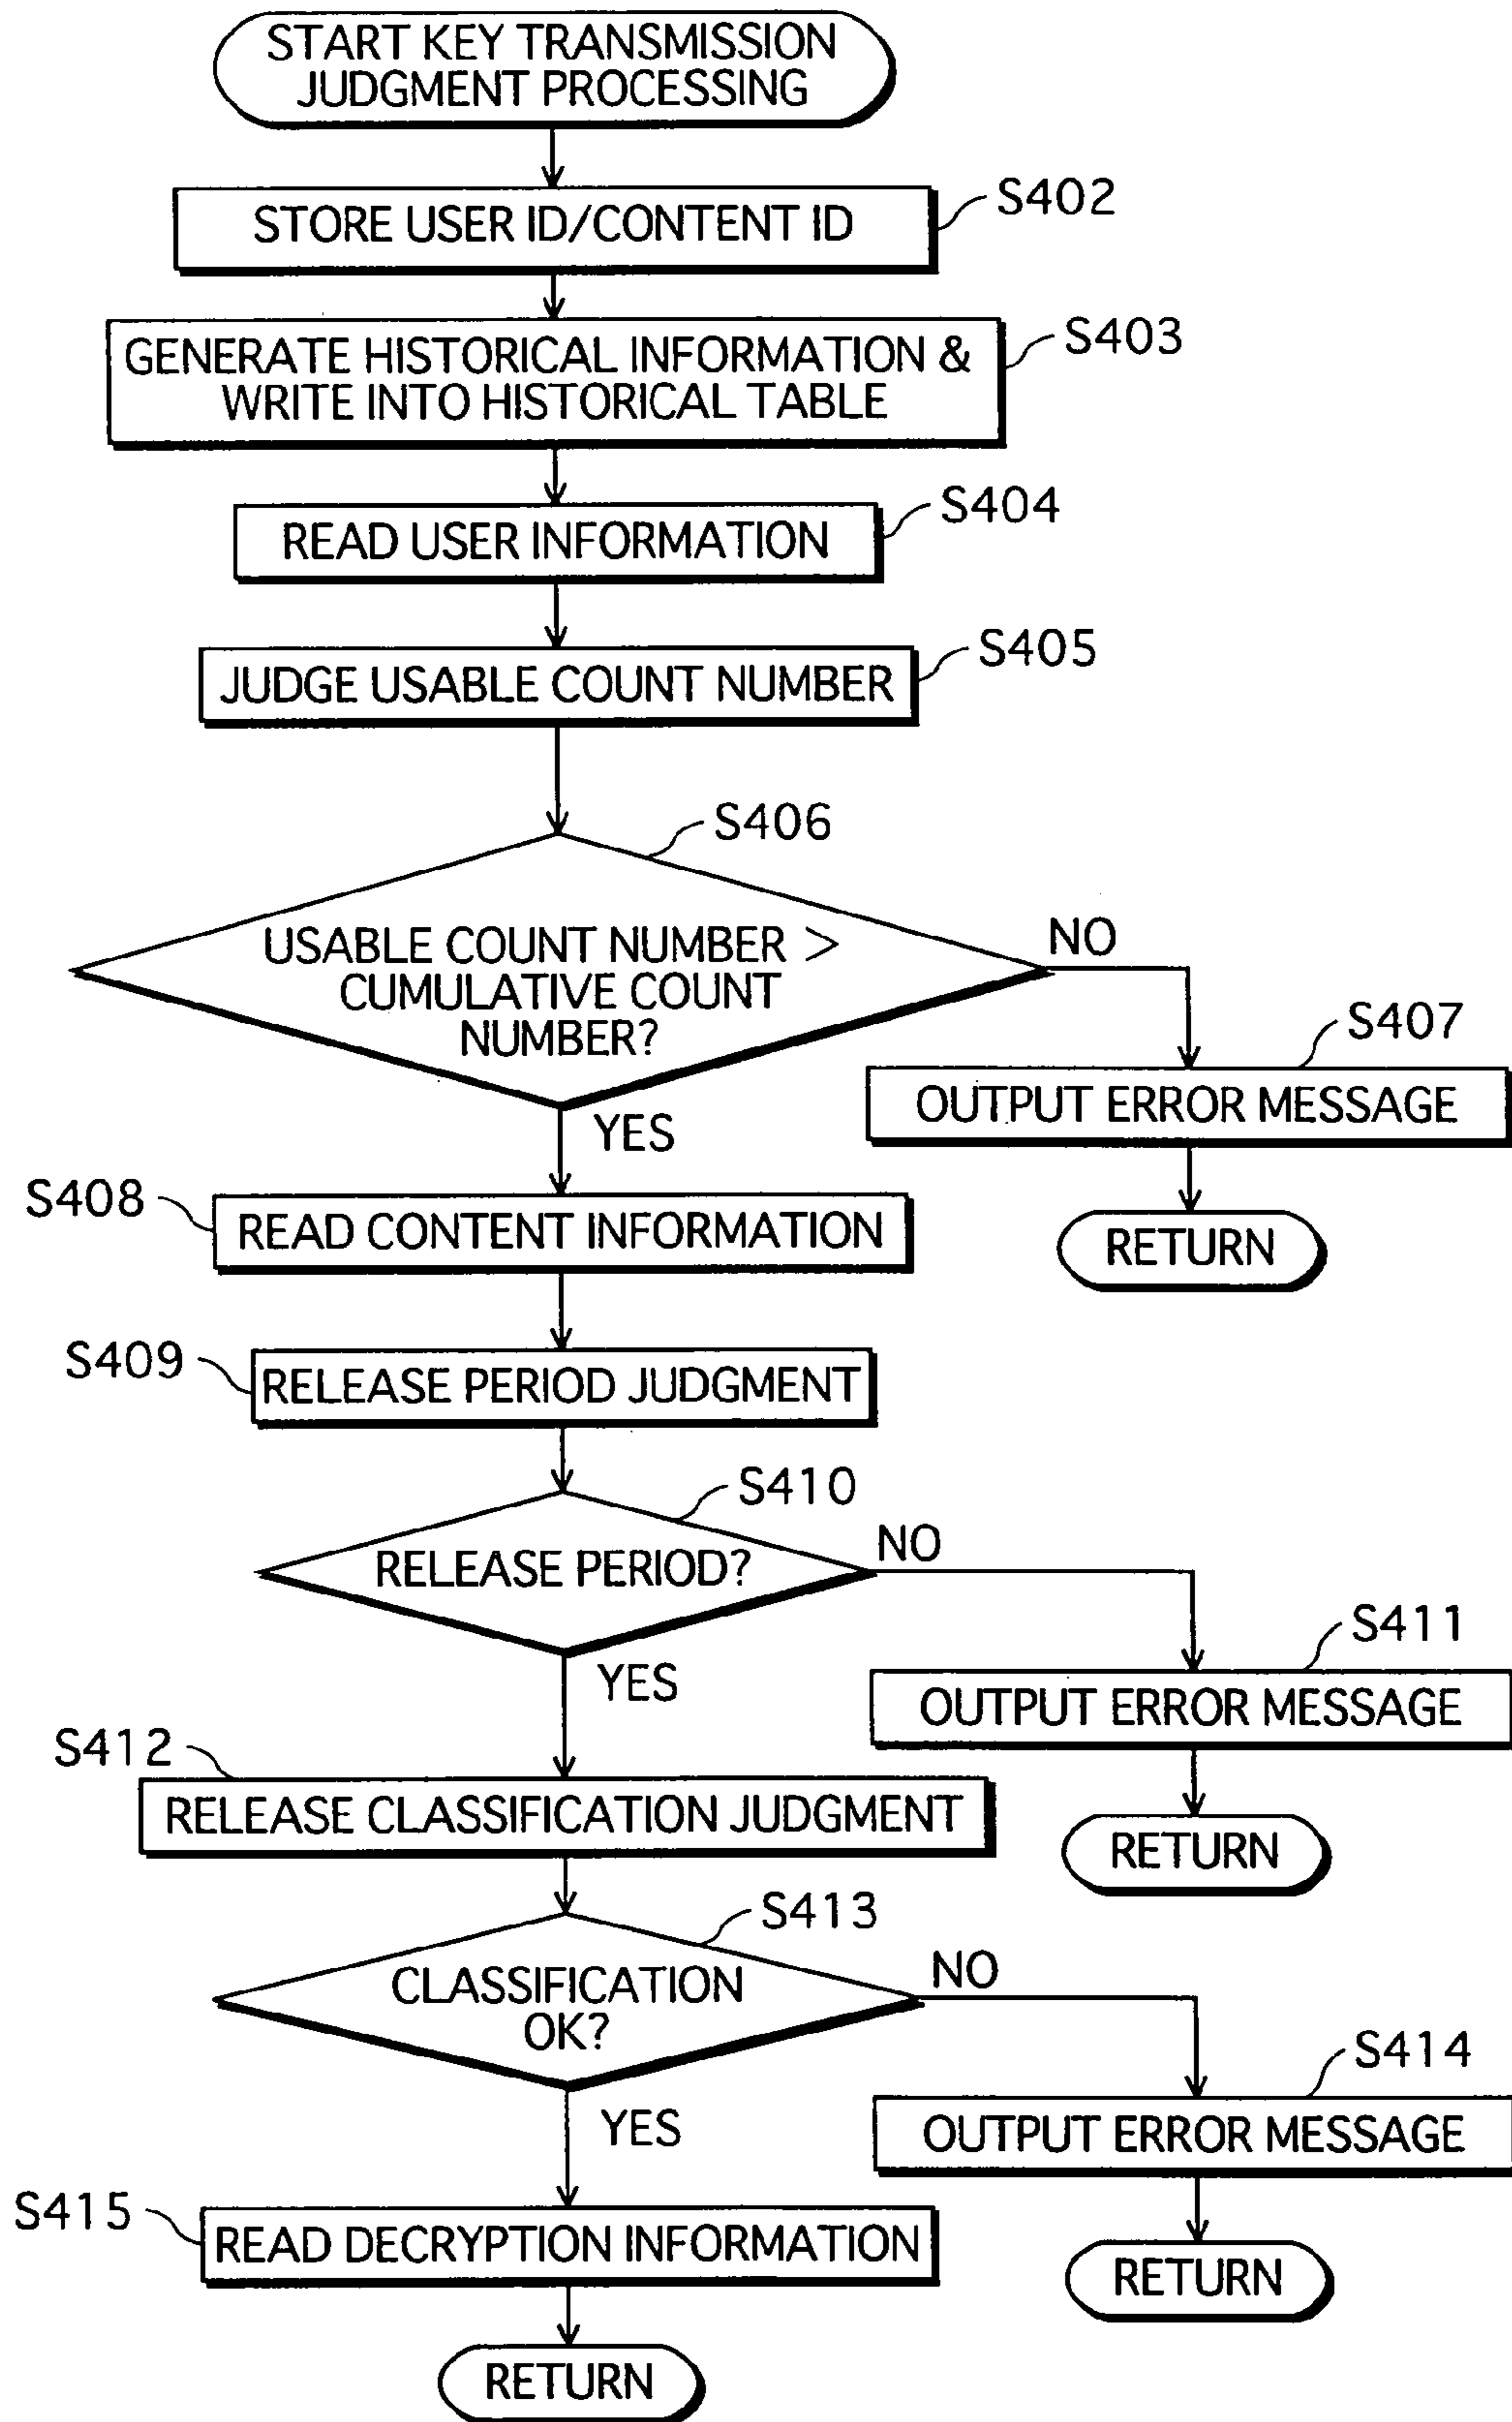 START KEY TRANSMISSION
JUDGMENT PROCESSING
S402
STORE USER ID/CONTENT ID
S403
GENERATE HISTORICAL INFORMATION &
WRITE INTO HISTORICAL TABLE
S404
READ USER INFORMATION
S405
JUDGE USABLE COUNT NUMBER
S406
USABLE COUNT NUMBER >
CUMULATIVE COUNT
NUMBER?
NO
S407
OUTPUT ERROR MESSAGE
RETURN
YES
S408
READ CONTENT INFORMATION
S409
RELEASE PERIOD JUDGMENT
S410
RELEASE PERIOD?
NO
S411
OUTPUT ERROR MESSAGE
RETURN
YES
S412
RELEASE CLASSIFICATION JUDGMENT
S413
CLASSIFICATION
OK?
NO
S414
OUTPUT ERROR MESSAGE
RETURN
YES
S415
READ DECRYPTION INFORMATION
RETURN